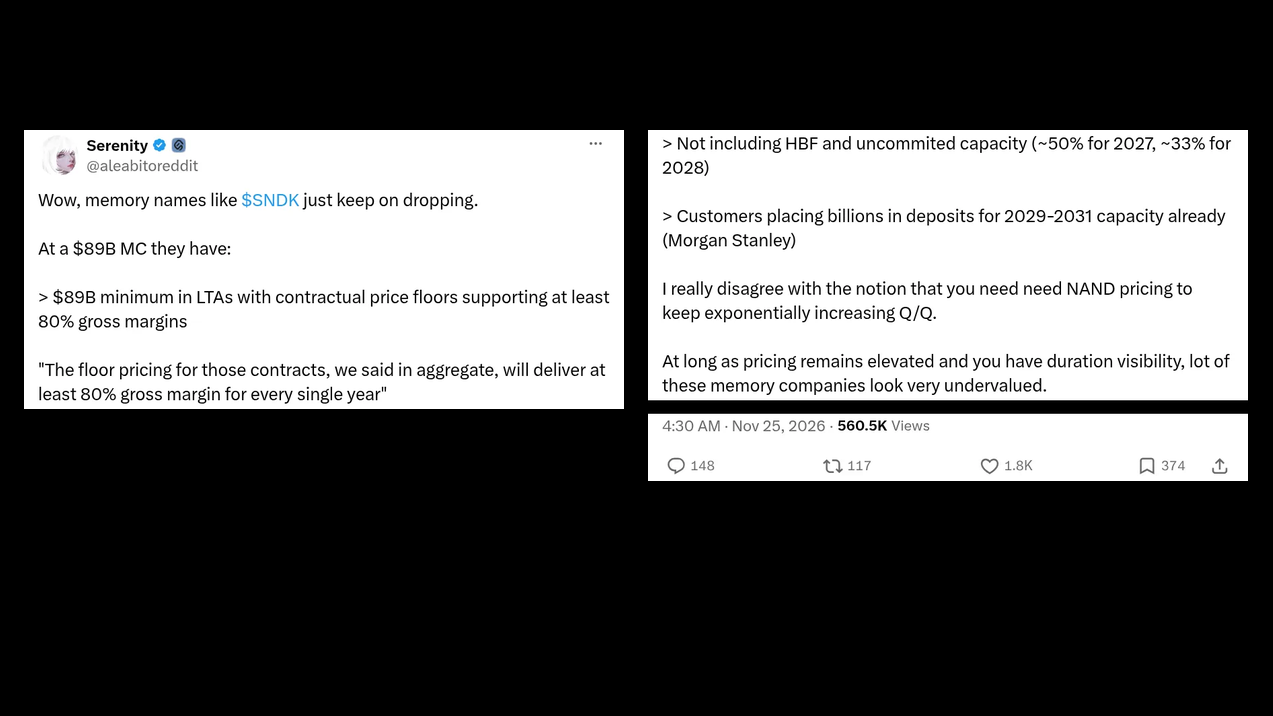 Serenity
@aleabitoreddit
Wow, memory names like $SNDK just keep on dropping.
At a $89B MC they have:
> $89B minimum in LTAs with contractual price floors supporting at least
80% gross margins
"The floor pricing for those contracts, we said in aggregate, will deliver at
least 80% gross margin for every single year"
> Not including HBF and uncommited capacity (~50% for 2027, ~33% for
2028)
> Customers placing billions in deposits for 2029-2031 capacity already
(Morgan Stanley)
I really disagree with the notion that you need need NAND pricing to
keep exponentially increasing Q/Q.
At long as pricing remains elevated and you have duration visibility, lot of
these memory companies look very undervalued.
4:30 AM · Nov 25, 2026 · 560.5K Views
148 117 1.8K 374